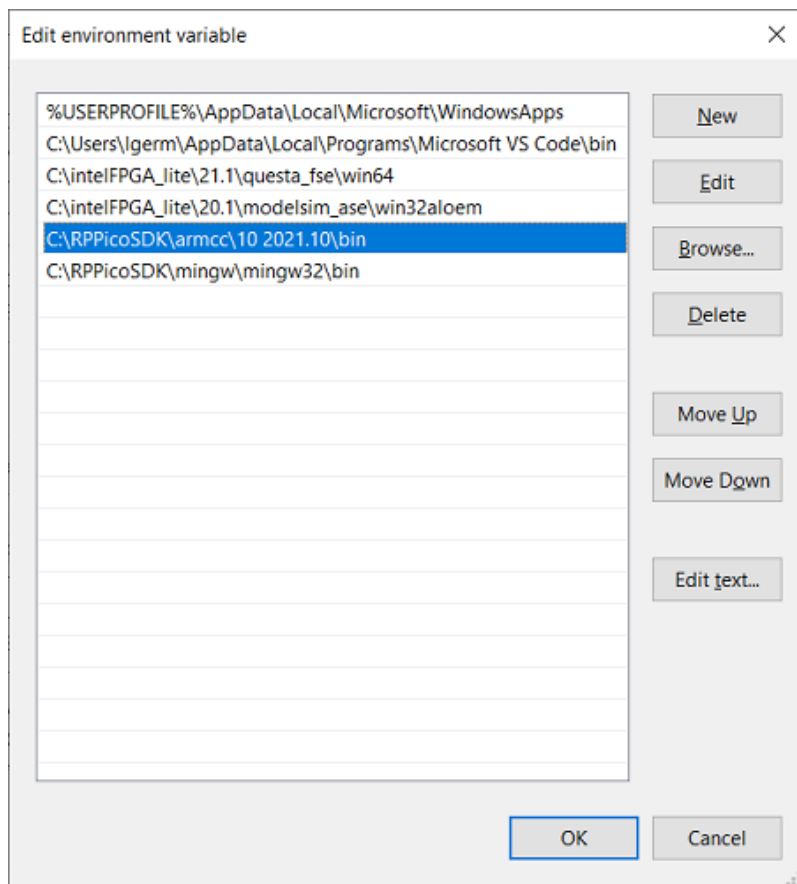 Edit environment variable
%USERPROFILE%\AppData\Local\Microsoft\WindowsApps
C:\Users\lgerm\AppData\Local\Programs\Microsoft VS Code\bin
C:\intelFPGA_lite\21.1\questa_fse\win64
C:\intelFPGA_lite\20.1\modelsim_ase\win32aloem
C:\RPPicoSDK\armcc\10 2021.10\bin
C:\RPPicoSDK\mingw\mingw32\bin
New
Edit
Browse...
Delete
Move Up
Move Down
Edit text...
OK
Cancel